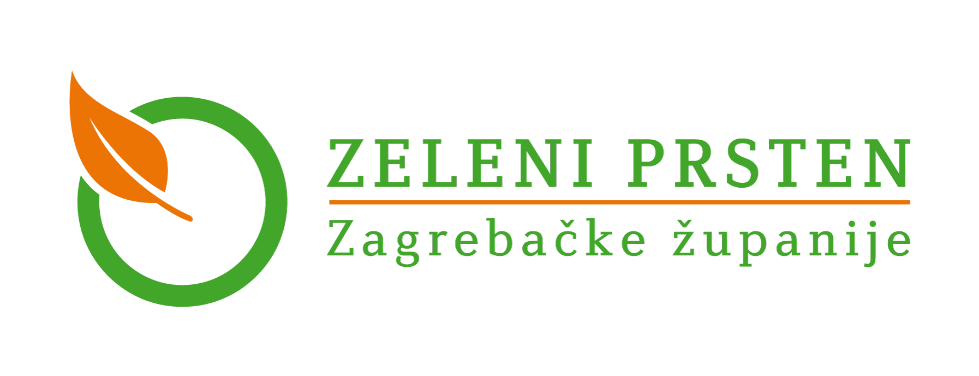 ZELENI PRSTEN
Zagrebačke županije